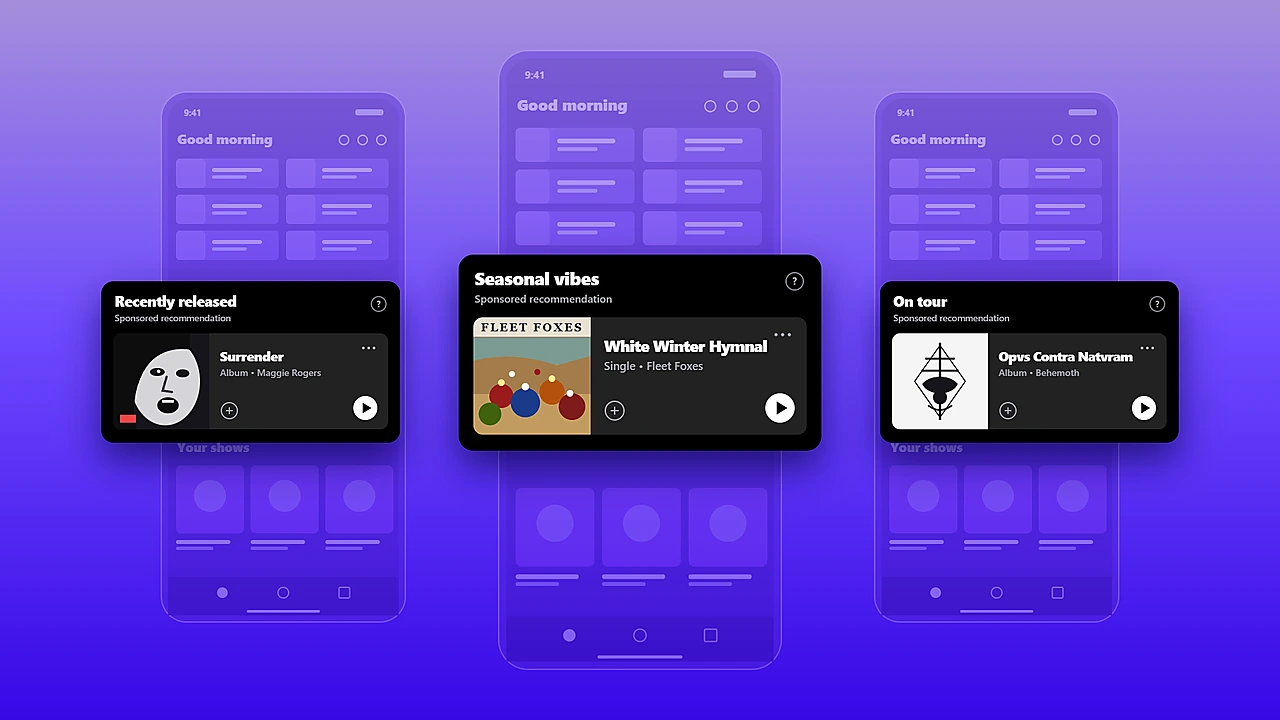 9:41
Good morning
Recently released
Sponsored recommendation
?
Surrender
Album • Maggie Rogers
Your shows
9:41
Good morning
Seasonal vibes
Sponsored recommendation
?
FLEET FOXES
White Winter Hymnal
Single • Fleet Foxes
9:41
Good morning
On tour
Sponsored recommendation
?
Opvs Contra Natvram
Album • Behemoth
Your shows